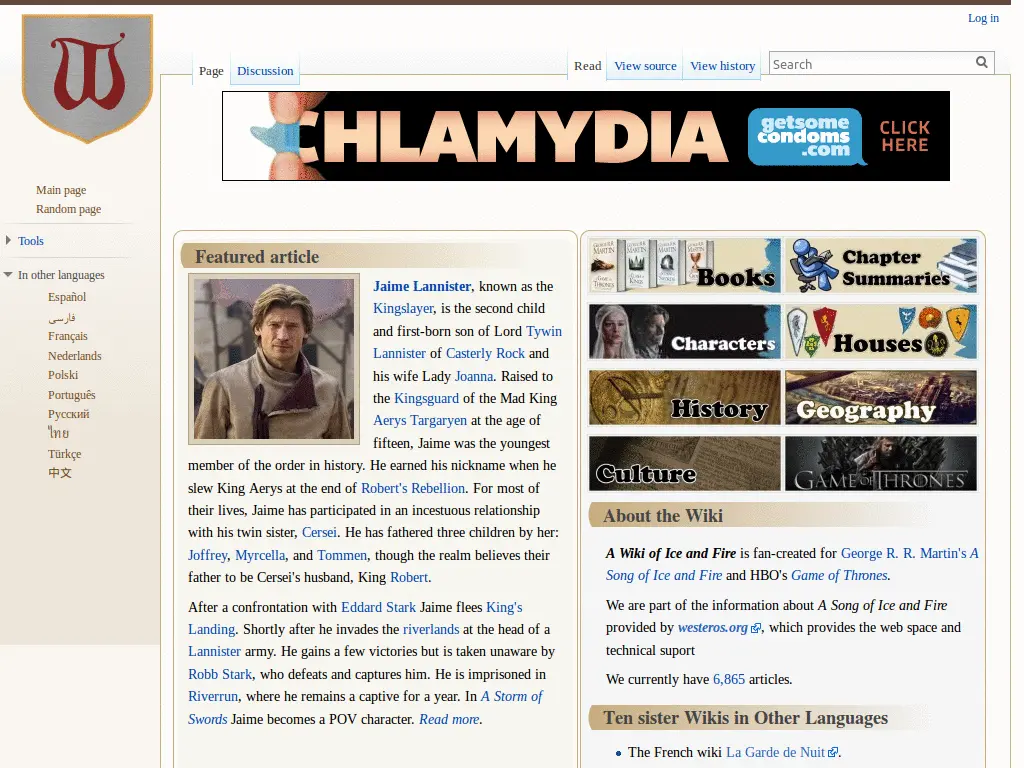 Log in
Page
Discussion
Read
View source
View history
Search
CHLAMYDIA
getsome
condoms
.com
CLICK
HERE
Main page
Random page
Tools
In other languages
Español
فارسی
Français
Nederlands
Polski
Português
Русский
ไทย
Türkçe
中文
Featured article
Jaime Lannister, known as the
Kingslayer, is the second child
and first-born son of Lord Tywin
Lannister of Casterly Rock and
his wife Lady Joanna. Raised to
the Kingsguard of the Mad King
Aerys Targaryen at the age of
fifteen, Jaime was the youngest
member of the order in history. He earned his nickname when he
slew King Aerys at the end of Robert's Rebellion. For most of
their lives, Jaime has participated in an incestuous relationship
with his twin sister, Cersei. He has fathered three children by her:
Joffrey, Myrcella, and Tommen, though the realm believes their
father to be Cersei's husband, King Robert.
After a confrontation with Eddard Stark Jaime flees King's
Landing. Shortly after he invades the riverlands at the head of a
Lannister army. He gains a few victories but is taken unaware by
Robb Stark, who defeats and captures him. He is imprisoned in
Riverrun, where he remains a captive for a year. In A Storm of
Swords Jaime becomes a POV character. Read more.
Books
Chapter
Summaries
Characters
Houses
History
Geography
Culture
GAME OF THRONES
About the Wiki
A Wiki of Ice and Fire is fan-created for George R. R. Martin's A
Song of Ice and Fire and HBO's Game of Thrones.
We are part of the information about A Song of Ice and Fire
provided by westeros.org, which provides the web space and
technical suport
We currently have 6,865 articles.
Ten sister Wikis in Other Languages
The French wiki La Garde de Nuit.